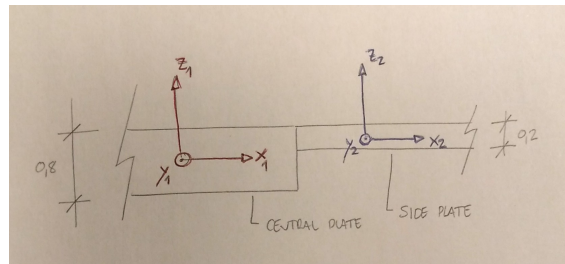 Z1
Z2
0,8
Y1
X1
Y2
X2
0,2
CENTRAL PLATE
SIDE PLATE